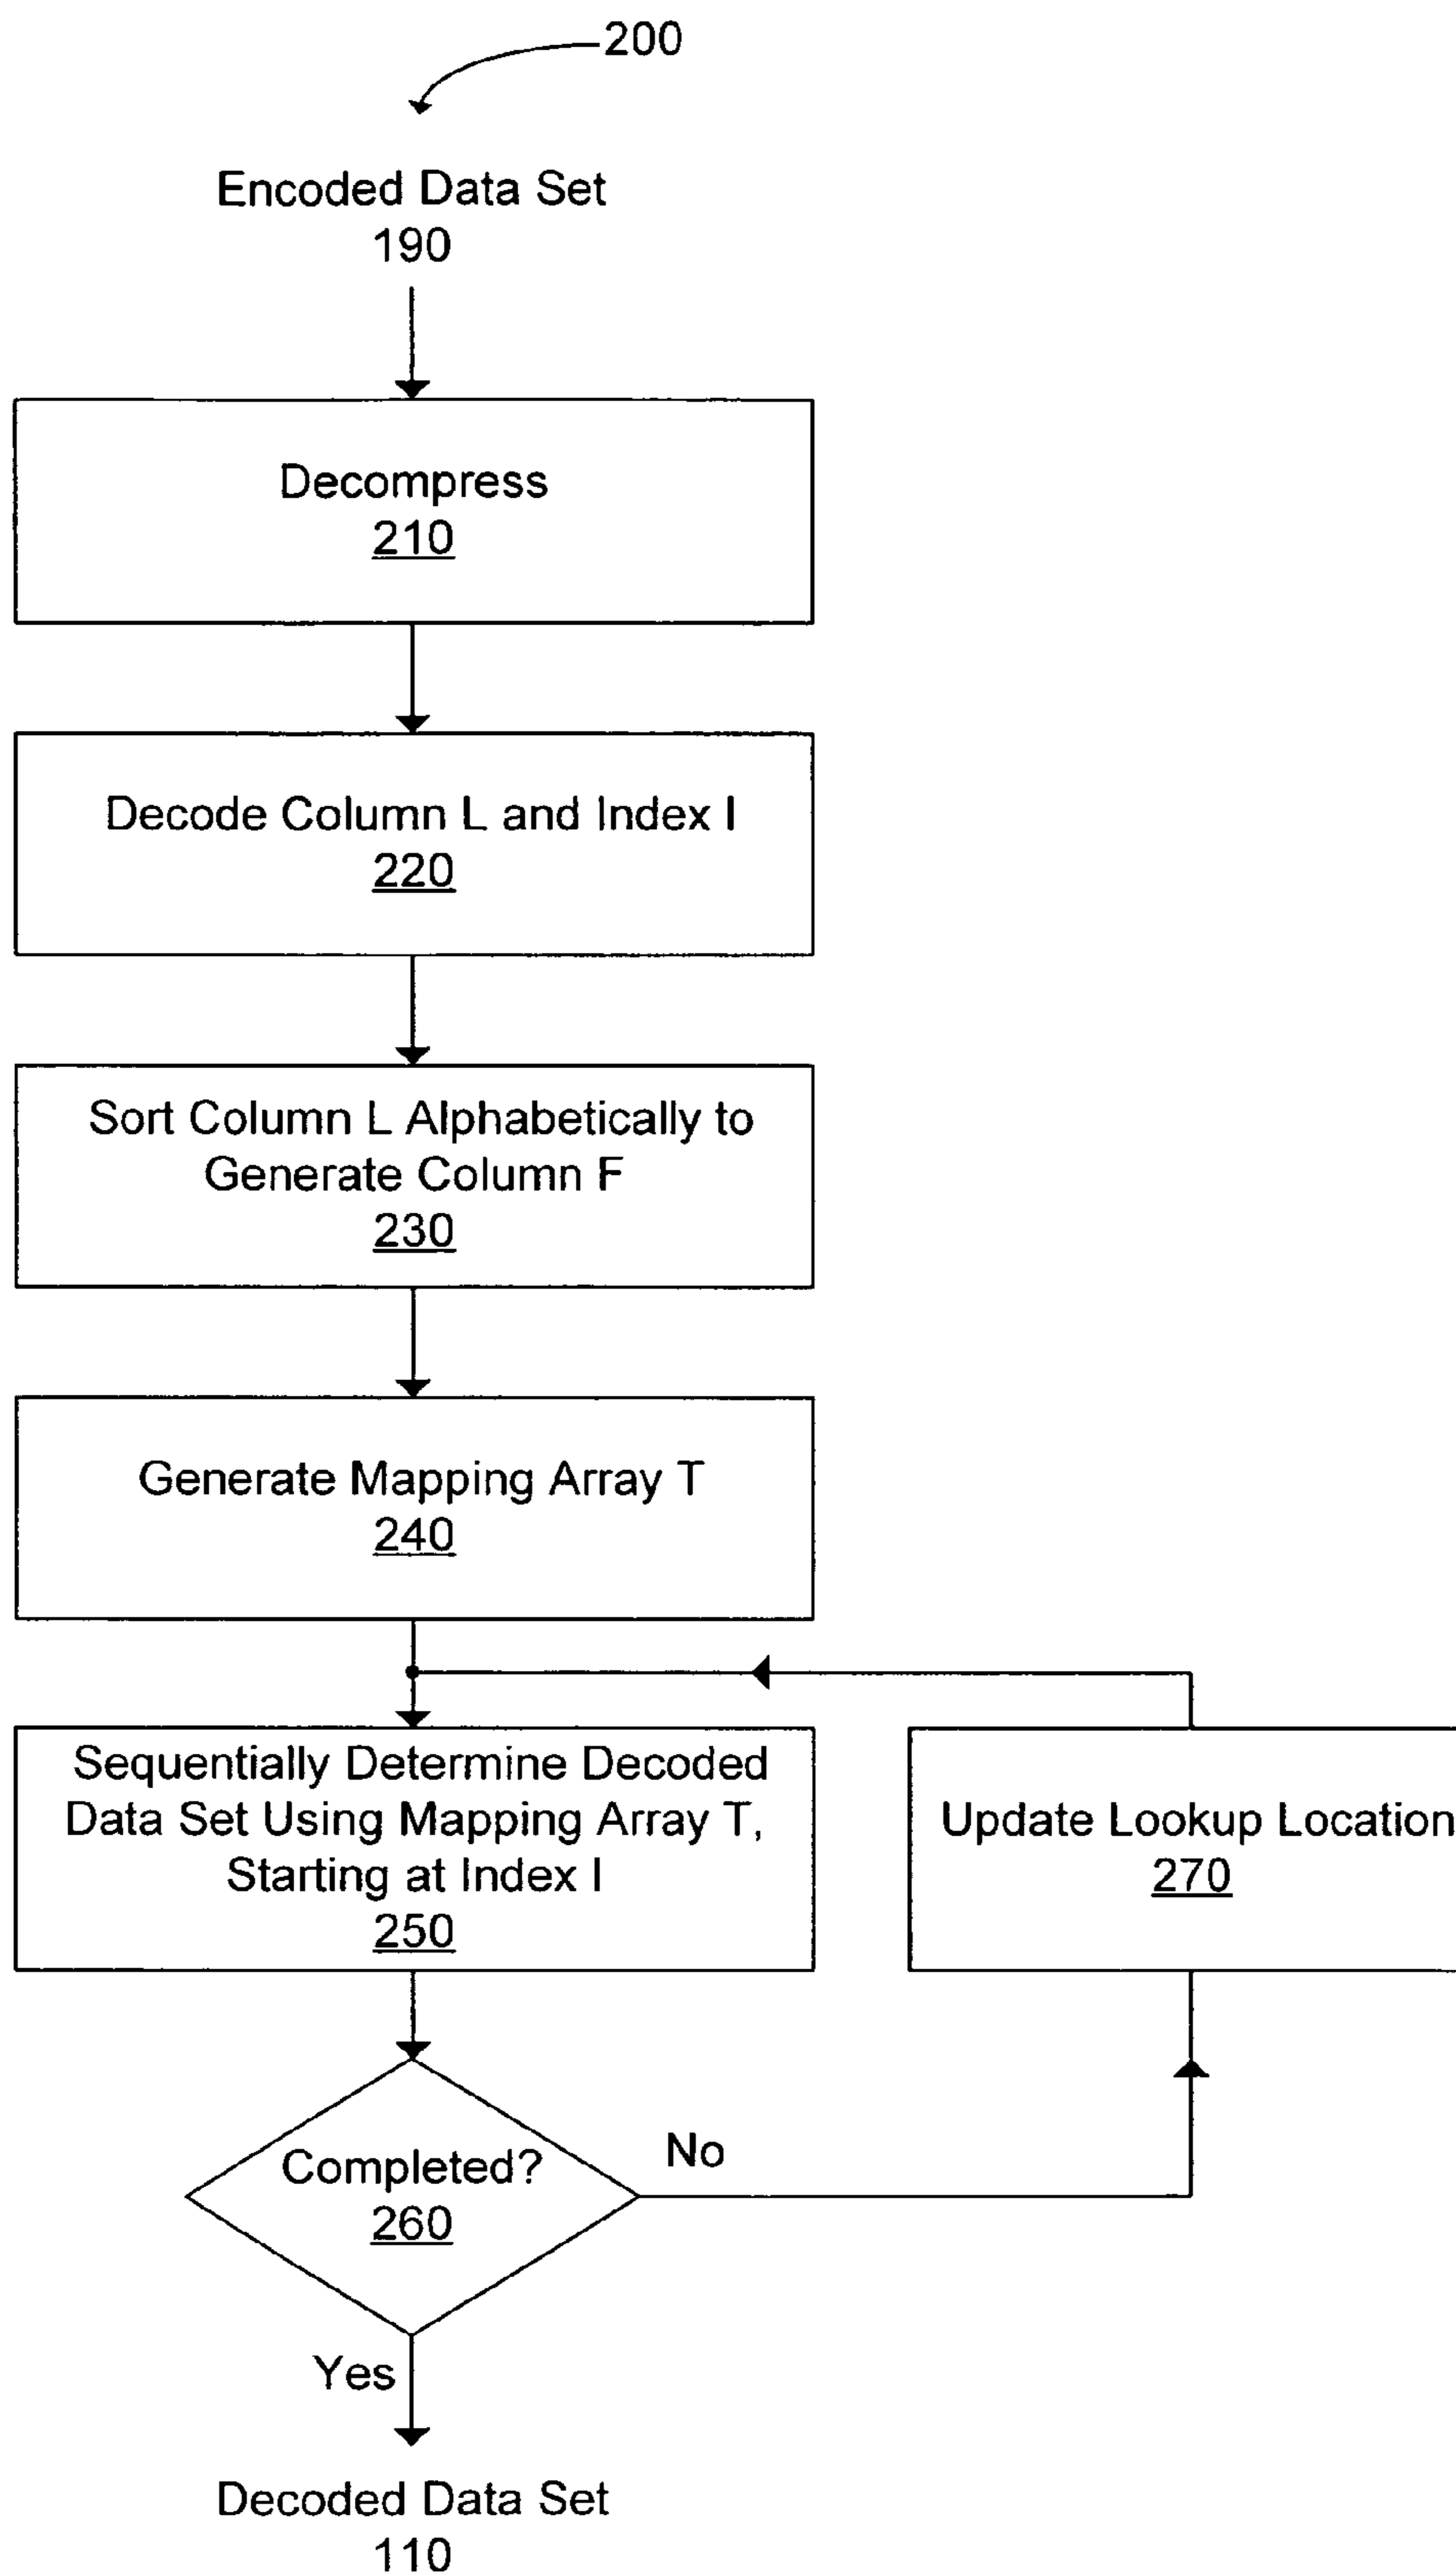 200
Encoded Data Set
190
Decompress
210
Decode Column L and Index I
220
Sort Column L Alphabetically to
Generate Column F
230
Generate Mapping Array T
240
Sequentially Determine Decoded
Data Set Using Mapping Array T,
Starting at Index I
250
Update Lookup Location
270
Completed?
260
No
Yes
Decoded Data Set
110